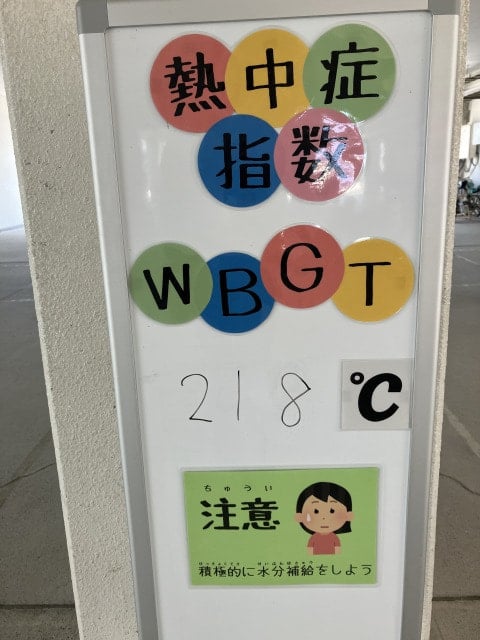 熱中症
指数
WBGT
218 ℃
ちゅうい
注意
積極的に水分補給をしよう